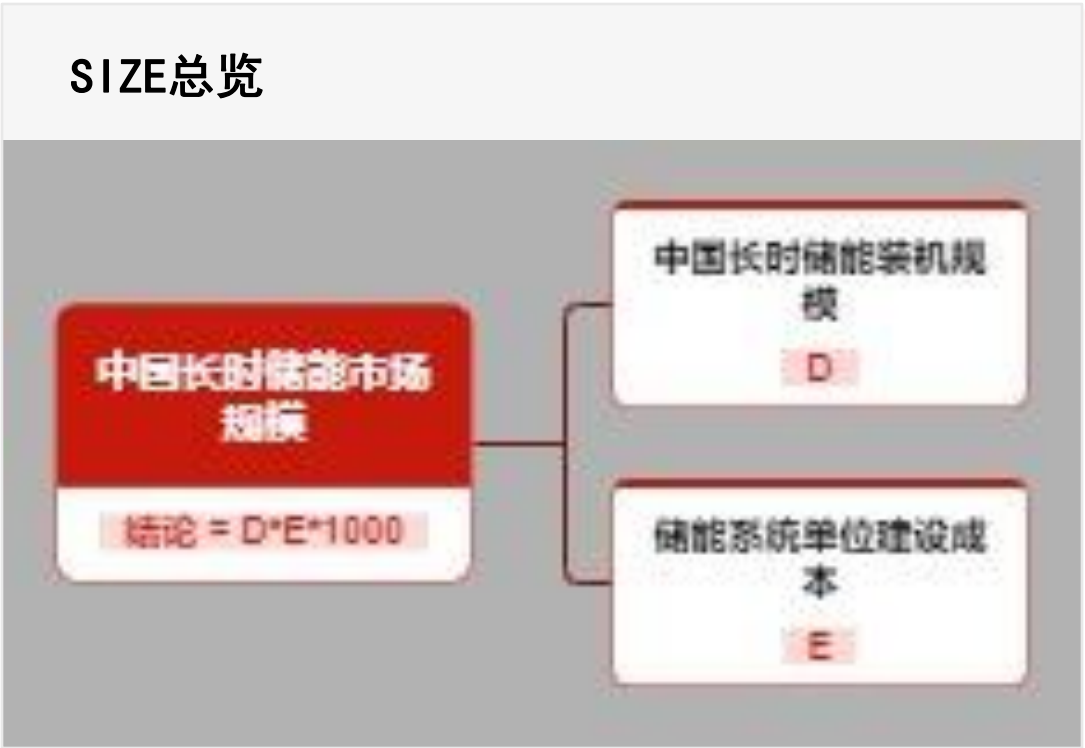 SIZE总览
中国长时储能装机规
模
D
中国长时储能市场
规模
结论 = D*E*1000
储能系统单位建设成
本
E